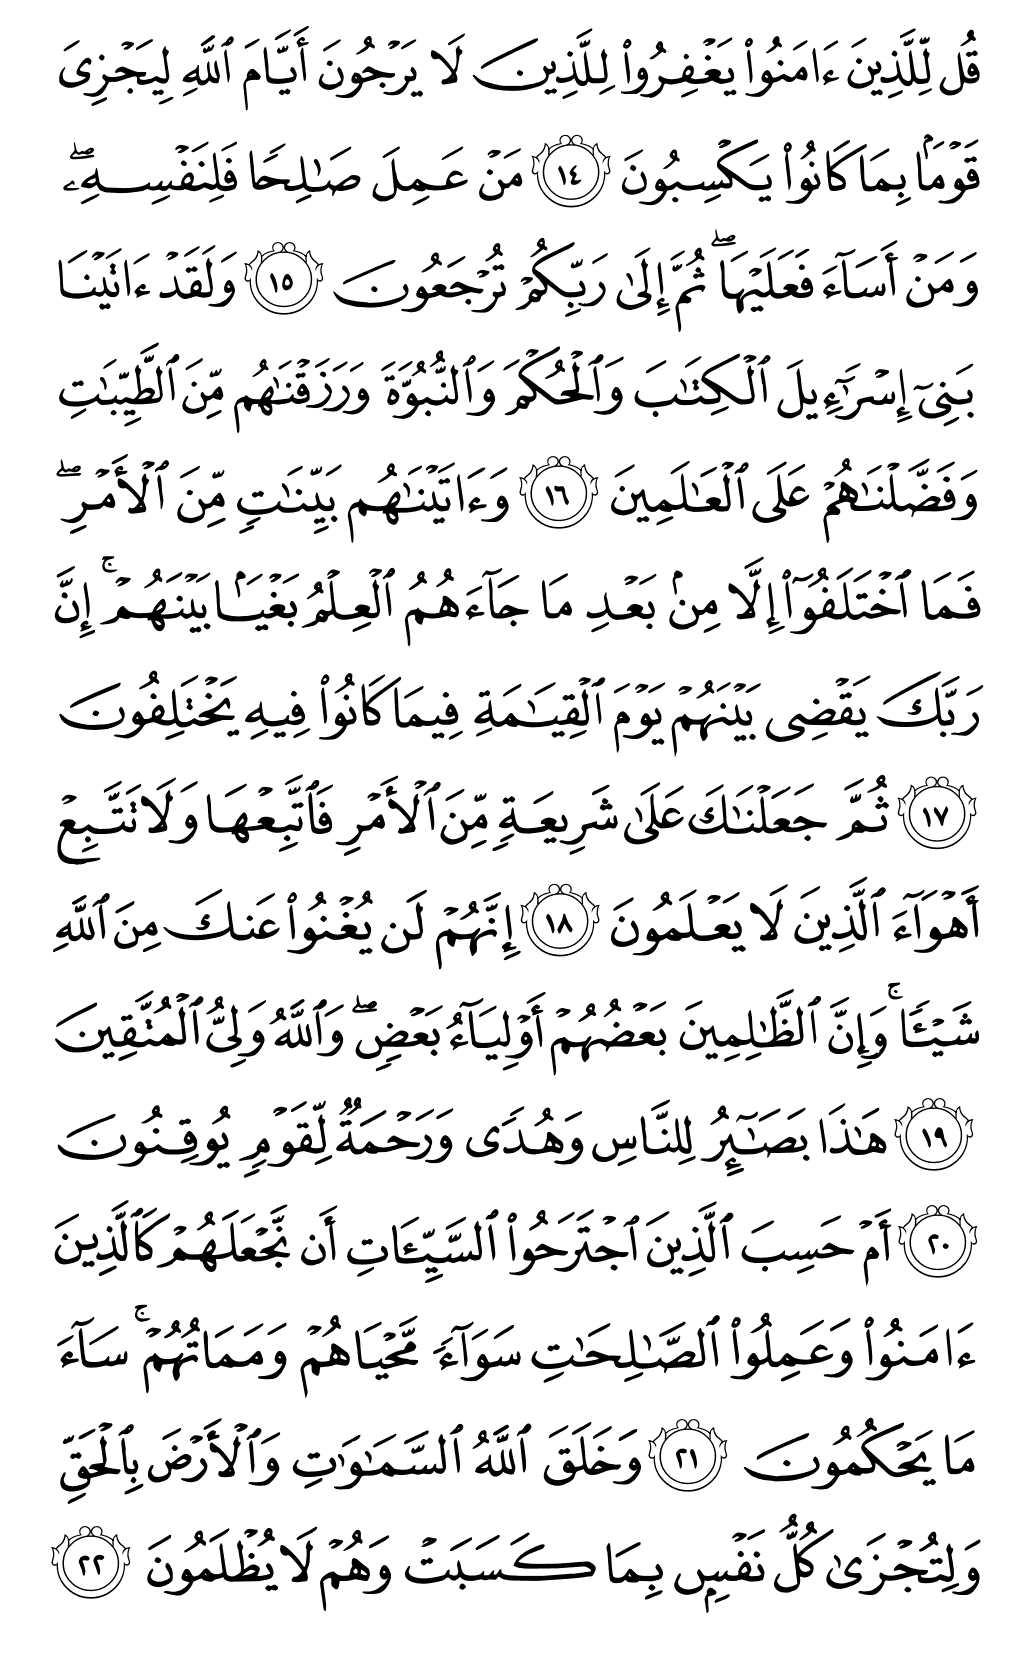 قُل لِّلَّذِينَ ءَامَنُوا۟ يَغْفِرُوا۟ لِلَّذِينَ لَا يَرْجُونَ أَيَّامَ ٱللَّهِ لِيَجْزِىَ
قَوْمًۢا بِمَا كَانُوا۟ يَكْسِبُونَ ١٤ مَنْ عَمِلَ صَـٰلِحًا فَلِنَفْسِهِۦ ۖ
وَمَنْ أَسَآءَ فَعَلَيْهَا ۖ ثُمَّ إِلَىٰ رَبِّكُمْ تُرْجَعُونَ ١٥ وَلَقَدْ ءَاتَيْنَا
بَنِىٓ إِسْرَٰٓءِيلَ ٱلْكِتَـٰبَ وَٱلْحُكْمَ وَٱلنُّبُوَّةَ وَرَزَقْنَـٰهُم مِّنَ ٱلطَّيِّبَـٰتِ
وَفَضَّلْنَـٰهُمْ عَلَى ٱلْعَـٰلَمِينَ ١٦ وَءَاتَيْنَـٰهُم بَيِّنَـٰتٍ مِّنَ ٱلْأَمْرِ ۖ
فَمَا ٱخْتَلَفُوٓا۟ إِلَّا مِنۢ بَعْدِ مَا جَآءَهُمُ ٱلْعِلْمُ بَغْيًۢا بَيْنَهُمْ ۚ إِنَّ
رَبَّكَ يَقْضِى بَيْنَهُمْ يَوْمَ ٱلْقِيَـٰمَةِ فِيمَا كَانُوا۟ فِيهِ يَخْتَلِفُونَ
١٧ ثُمَّ جَعَلْنَـٰكَ عَلَىٰ شَرِيعَةٍ مِّنَ ٱلْأَمْرِ فَٱتَّبِعْهَا وَلَا تَتَّبِعْ
أَهْوَآءَ ٱلَّذِينَ لَا يَعْلَمُونَ ١٨ إِنَّهُمْ لَن يُغْنُوا۟ عَنكَ مِنَ ٱللَّهِ
شَيْـًٔا ۚ وَإِنَّ ٱلظَّـٰلِمِينَ بَعْضُهُمْ أَوْلِيَآءُ بَعْضٍ ۖ وَٱللَّهُ وَلِىُّ ٱلْمُتَّقِينَ
١٩ هَـٰذَا بَصَـٰٓئِرُ لِلنَّاسِ وَهُدًى وَرَحْمَةٌ لِّقَوْمٍ يُوقِنُونَ
٢٠ أَمْ حَسِبَ ٱلَّذِينَ ٱجْتَرَحُوا۟ ٱلسَّيِّـَٔاتِ أَن نَّجْعَلَهُمْ كَٱلَّذِينَ
ءَامَنُوا۟ وَعَمِلُوا۟ ٱلصَّـٰلِحَـٰتِ سَوَآءً مَّحْيَاهُمْ وَمَمَاتُهُمْ ۚ سَآءَ
مَا يَحْكُمُونَ ٢١ وَخَلَقَ ٱللَّهُ ٱلسَّمَـٰوَٰتِ وَٱلْأَرْضَ بِٱلْحَقِّ
وَلِتُجْزَىٰ كُلُّ نَفْسٍۭ بِمَا كَسَبَتْ وَهُمْ لَا يُظْلَمُونَ ٢٢